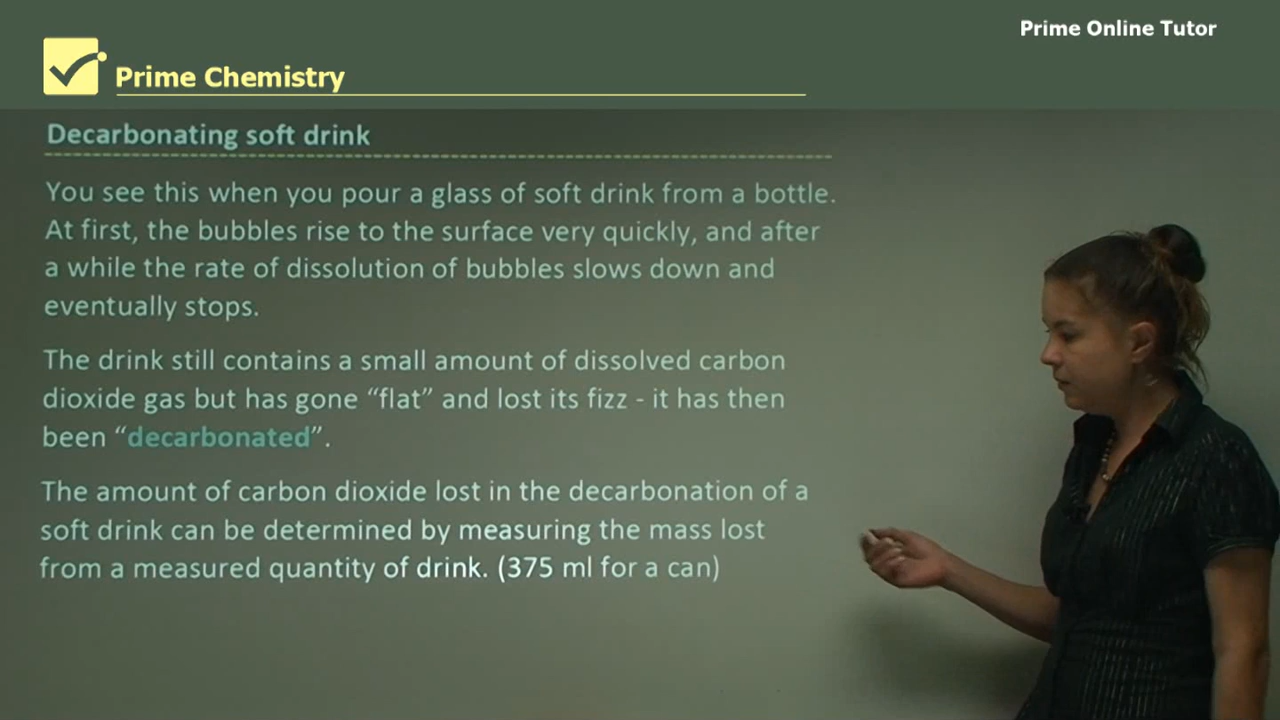 Prime Online Tutor
Prime Chemistry
Decarbonating soft drink
You see this when you pour a glass of soft drink from a bottle.
At first, the bubbles rise to the surface very quickly, and after
a while the rate of dissolution of bubbles slows down and
eventually stops.
The drink still contains a small amount of dissolved carbon
dioxide gas but has gone “flat” and lost its fizz - it has then
been “decarbonated”.
The amount of carbon dioxide lost in the decarbonation of a
soft drink can be determined by measuring the mass lost
from a measured quantity of drink. (375 ml for a can)